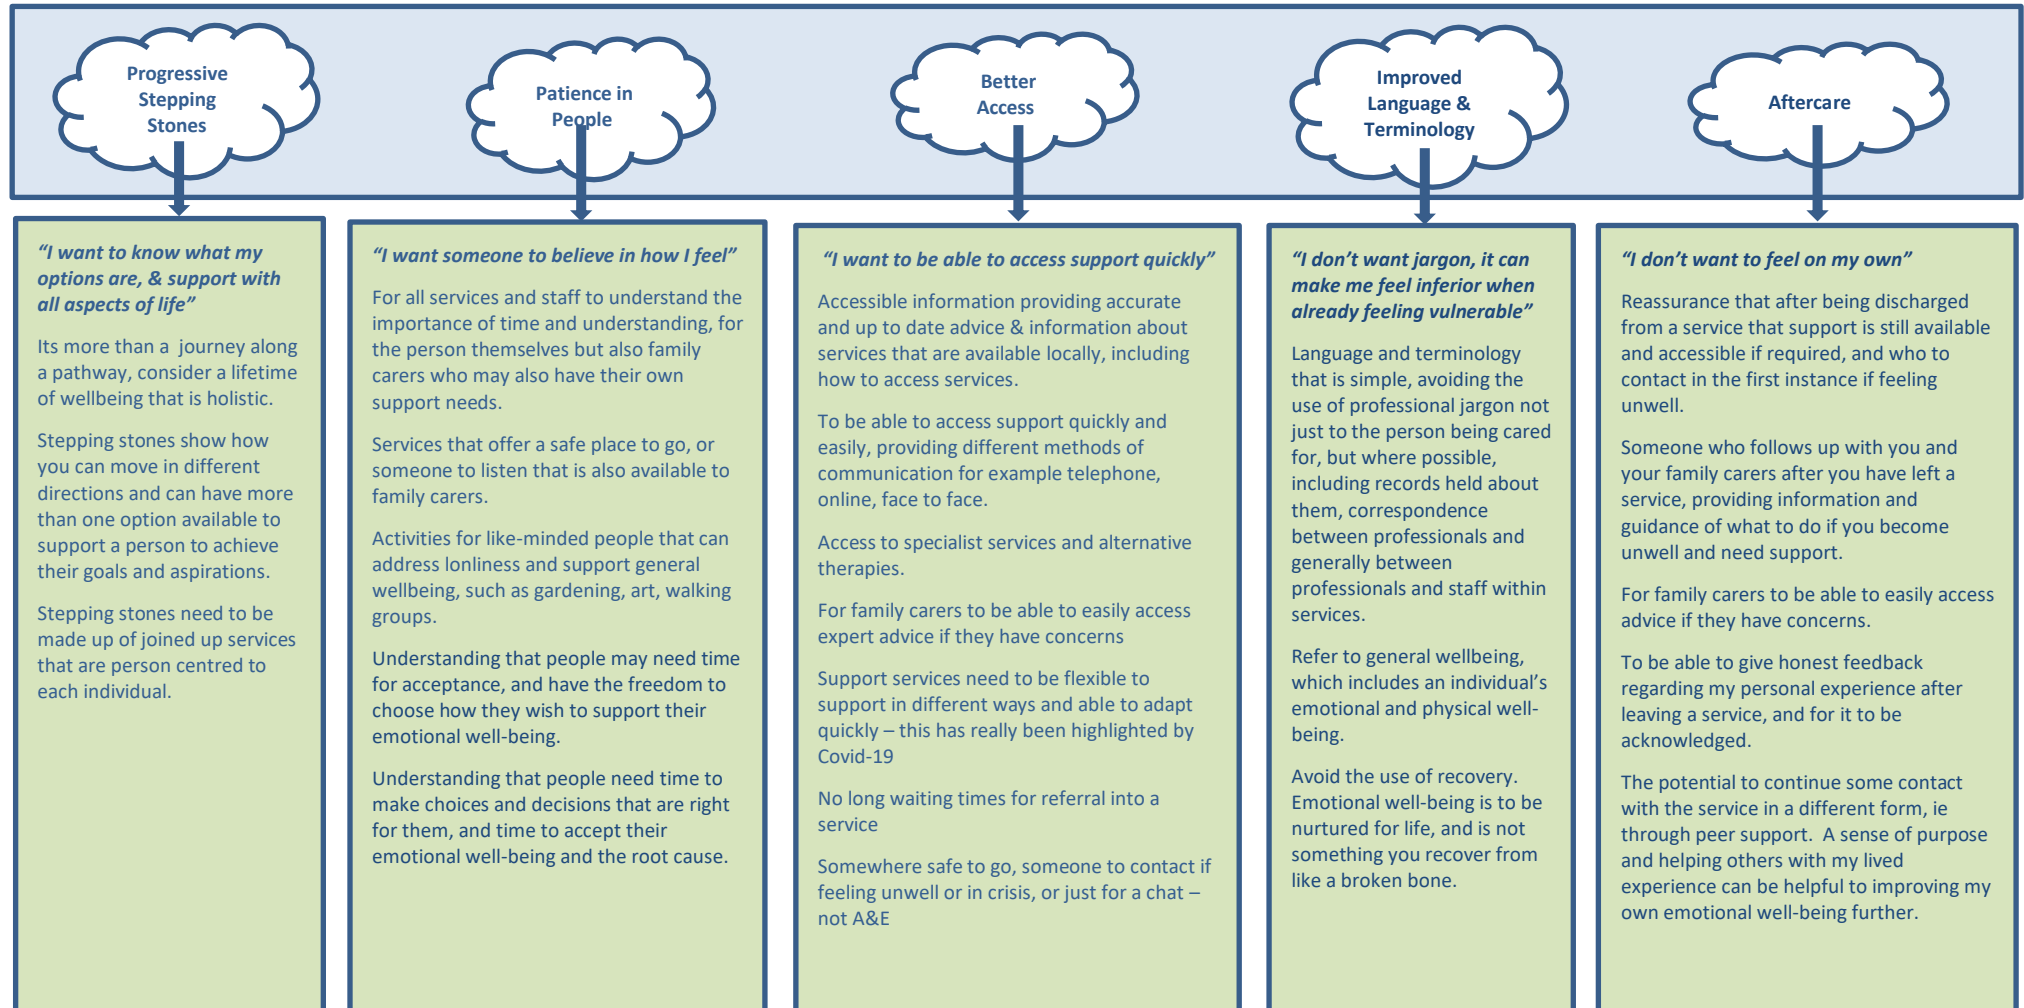 Progressive
Stepping
Stones
Patience in
People
Better
Access
Improved
Language &
Terminology
Aftercare
“I want to know what my
options are, & support with
all aspects of life”
Its more than a  journey along
a pathway, consider a lifetime
of wellbeing that is holistic.
Stepping stones show how
you can move in different
directions and can have more
than one option available to
support a person to achieve
their goals and aspirations.
Stepping stones need to be
made up of joined up services
that are person centred to
each individual.
“I want someone to believe in how I feel”
For all services and staff to understand the
importance of time and understanding, for
the person themselves but also family
carers who may also have their own
support needs.
Services that offer a safe place to go, or
someone to listen that is also available to
family carers.
Activities for like-minded people that can
address lonliness and support general
wellbeing, such as gardening, art, walking
groups.
Understanding that people may need time
for acceptance, and have the freedom to
choose how they wish to support their
emotional well-being.
Understanding that people need time to
make choices and decisions that are right
for them, and time to accept their
emotional well-being and the root cause.
“I want to be able to access support quickly”
Accessible information providing accurate
and up to date advice & information about
services that are available locally, including
how to access services.
To be able to access support quickly and
easily, providing different methods of
communication for example telephone,
online, face to face.
Access to specialist services and alternative
therapies.
For family carers to be able to easily access
expert advice if they have concerns
Support services need to be flexible to
support in different ways and able to adapt
quickly – this has really been highlighted by
Covid-19
No long waiting times for referral into a
service
Somewhere safe to go, someone to contact if
feeling unwell or in crisis, or just for a chat –
not A&E
“I don’t want jargon, it can
make me feel inferior when
already feeling vulnerable”
Language and terminology
that is simple, avoiding the
use of professional jargon not
just to the person being cared
for, but where possible,
including records held about
them, correspondence
between professionals and
generally between
professionals and staff within
services.
Refer to general wellbeing,
which includes an individual’s
emotional and physical well-
being.
Avoid the use of recovery.
Emotional well-being is to be
nurtured for life, and is not
something you recover from
like a broken bone.
“I don’t want to feel on my own”
Reassurance that after being discharged
from a service that support is still available
and accessible if required, and who to
contact in the first instance if feeling
unwell.
Someone who follows up with you and
your family carers after you have left a
service, providing information and
guidance of what to do if you become
unwell and need support.
For family carers to be able to easily access
advice if they have concerns.
To be able to give honest feedback
regarding my personal experience after
leaving a service, and for it to be
acknowledged.
The potential to continue some contact
with the service in a different form, ie
through peer support.  A sense of purpose
and helping others with my lived
experience can be helpful to improving my
own emotional well-being further.